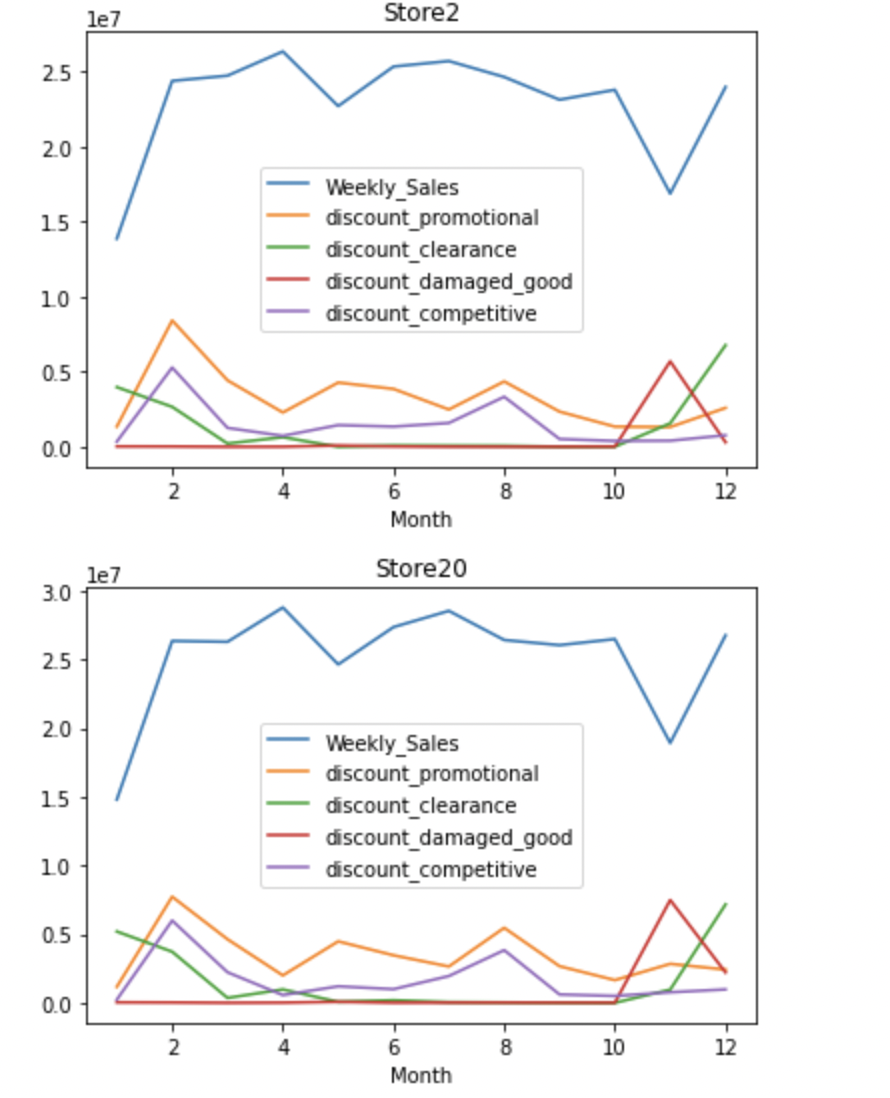 Store2
1e7
2.5
2.0
1.5
1.0
0.5
0.0
Weekly_Sales
discount_promotional
discount_clearance
discount_damaged_good
discount_competitive
2 4 6 8 10 12
Month
Store20
1e7
3.0
2.5
2.0
1.5
1.0
0.5
0.0
Weekly_Sales
discount_promotional
discount_clearance
discount_damaged_good
discount_competitive
2 4 6 8 10 12
Month